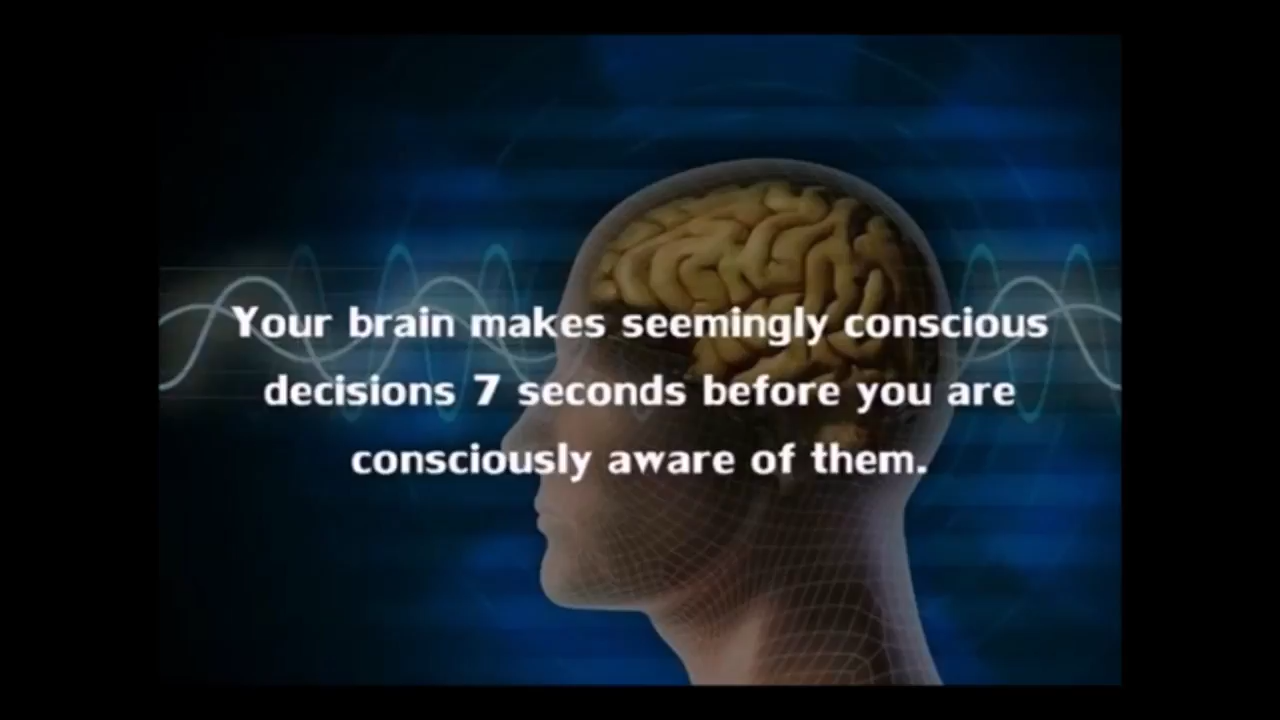 Your brain makes seemingly conscious
decisions 7 seconds before you are
consciously aware of them.